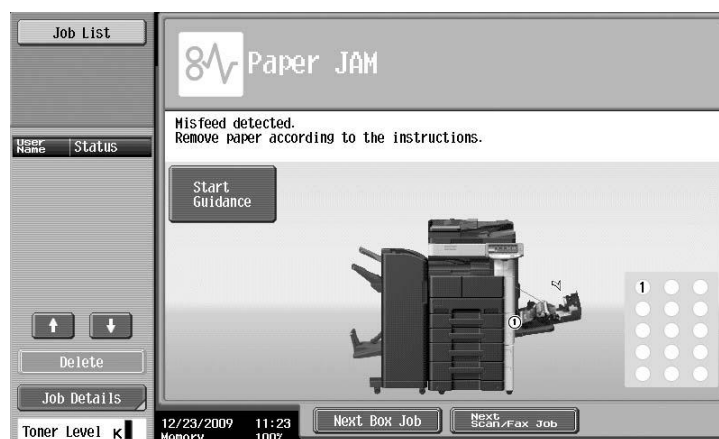 Job List
User Name
Status
Delete
Job Details
Toner Level K
8 Paper JAM
Misfeed detected.
Remove paper according to the instructions.
Start
Guidance
1
1
12/23/2009 11:23
Memory 100%
Next Box Job
Next
Scan/Fax Job